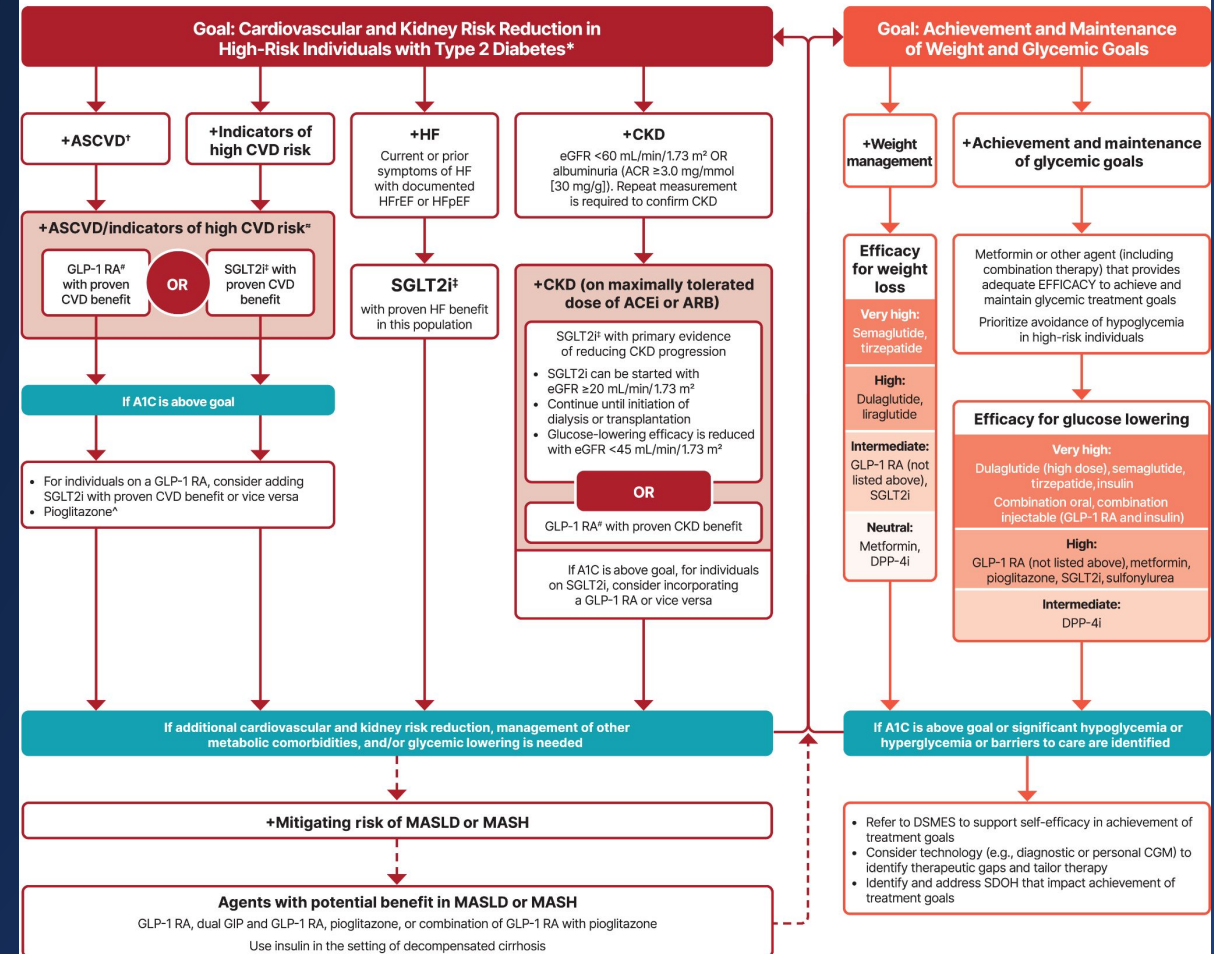 Goal: Cardiovascular and Kidney Risk Reduction in
High-Risk Individuals with Type 2 Diabetes*
+ASCVD†
+Indicators of
high CVD risk
+ASCVD/indicators of high CVD risk⁼
GLP-1 RA#
with proven
CVD benefit
OR
SGLT2i‡ with
proven CVD
benefit
If A1C is above goal
• For individuals on a GLP-1 RA, consider adding
SGLT2i with proven CVD benefit or vice versa
• Pioglitazone^
+HF
Current or prior
symptoms of HF
with documented
HFrEF or HFpEF
SGLT2i‡
with proven HF benefit
in this population
+CKD
eGFR <60 mL/min/1.73 m² OR
albuminuria (ACR ≥3.0 mg/mmol
[30 mg/g]). Repeat measurement
is required to confirm CKD
+CKD (on maximally tolerated
dose of ACEi or ARB)
SGLT2i‡ with primary evidence
of reducing CKD progression
• SGLT2i can be started with
eGFR ≥20 mL/min/1.73 m²
• Continue until initiation of
dialysis or transplantation
• Glucose-lowering efficacy is reduced
with eGFR <45 mL/min/1.73 m²
OR
GLP-1 RA# with proven CKD benefit
If A1C is above goal, for individuals
on SGLT2i, consider incorporating
a GLP-1 RA or vice versa
If additional cardiovascular and kidney risk reduction, management of other
metabolic comorbidities, and/or glycemic lowering is needed
+Mitigating risk of MASLD or MASH
Agents with potential benefit in MASLD or MASH
GLP-1 RA, dual GIP and GLP-1 RA, pioglitazone, or combination of GLP-1 RA with pioglitazone
Use insulin in the setting of decompensated cirrhosis
Goal: Achievement and Maintenance
of Weight and Glycemic Goals
+Weight
management
Efficacy
for weight
loss
Very high:
Semaglutide,
tirzepatide
High:
Dulaglutide,
liraglutide
Intermediate:
GLP-1 RA (not
listed above),
SGLT2i
Neutral:
Metformin,
DPP-4i
+Achievement and maintenance
of glycemic goals
Metformin or other agent (including
combination therapy) that provides
adequate EFFICACY to achieve and
maintain glycemic treatment goals
Prioritize avoidance of hypoglycemia
in high-risk individuals
Efficacy for glucose lowering
Very high:
Dulaglutide (high dose), semaglutide,
tirzepatide, insulin
Combination oral, combination
injectable (GLP-1 RA and insulin)
High:
GLP-1 RA (not listed above), metformin,
pioglitazone, SGLT2i, sulfonylurea
Intermediate:
DPP-4i
If A1C is above goal or significant hypoglycemia or
hyperglycemia or barriers to care are identified
• Refer to DSMES to support self-efficacy in achievement of
treatment goals
• Consider technology (e.g., diagnostic or personal CGM) to
identify therapeutic gaps and tailor therapy
• Identify and address SDOH that impact achievement of
treatment goals